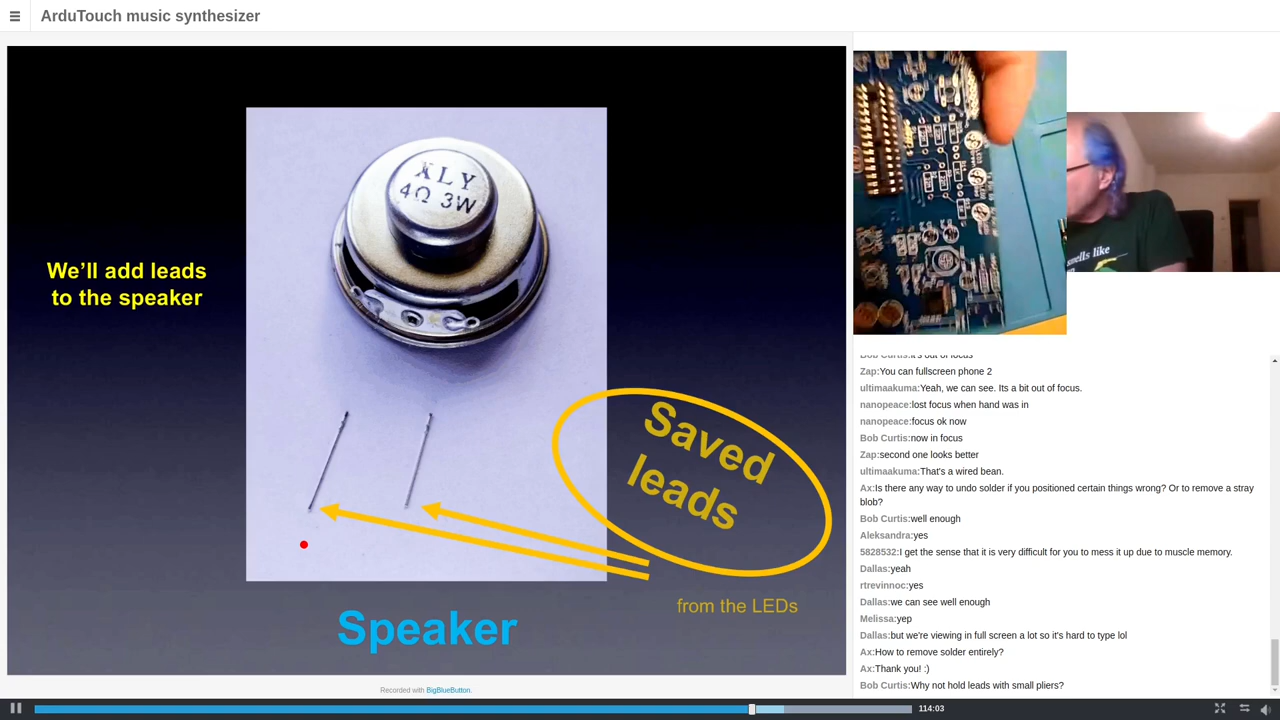 ArduTouch music synthesizer
We'll add leads
to the speaker
XLY
4Ω 3W
Saved
leads
from the LEDs
Speaker
Recorded with BigBlueButton.
smells like
Bob Curtis:it's out of focus
Zap:You can fullscreen phone 2
ultimaakuma:Yeah, we can see. Its a bit out of focus.
nanopeace:lost focus when hand was in
nanopeace:focus ok now
Bob Curtis:now in focus
Zap:second one looks better
ultimaakuma:That's a wired bean.
Ax:Is there any way to undo solder if you positioned certain things wrong? Or to remove a stray
blob?
Bob Curtis:well enough
Aleksandra:yes
5828532:I get the sense that it is very difficult for you to mess it up due to muscle memory.
Dallas:yeah
rtrevinnoc:yes
Dallas:we can see well enough
Melissa:yep
Dallas:but we're viewing in full screen a lot so it's hard to type lol
Ax:How to remove solder entirely?
Ax:Thank you! :)
Bob Curtis:Why not hold leads with small pliers?
114:03